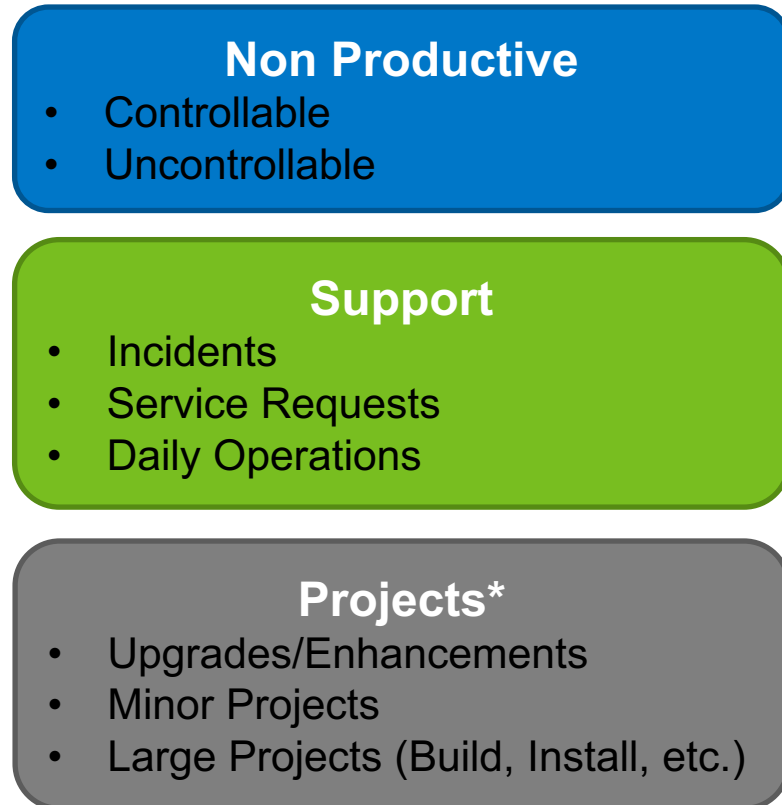 Non Productive
• Controllable
• Uncontrollable
Support
• Incidents
• Service Requests
• Daily Operations
Projects*
• Upgrades/Enhancements
• Minor Projects
• Large Projects (Build, Install, etc.)